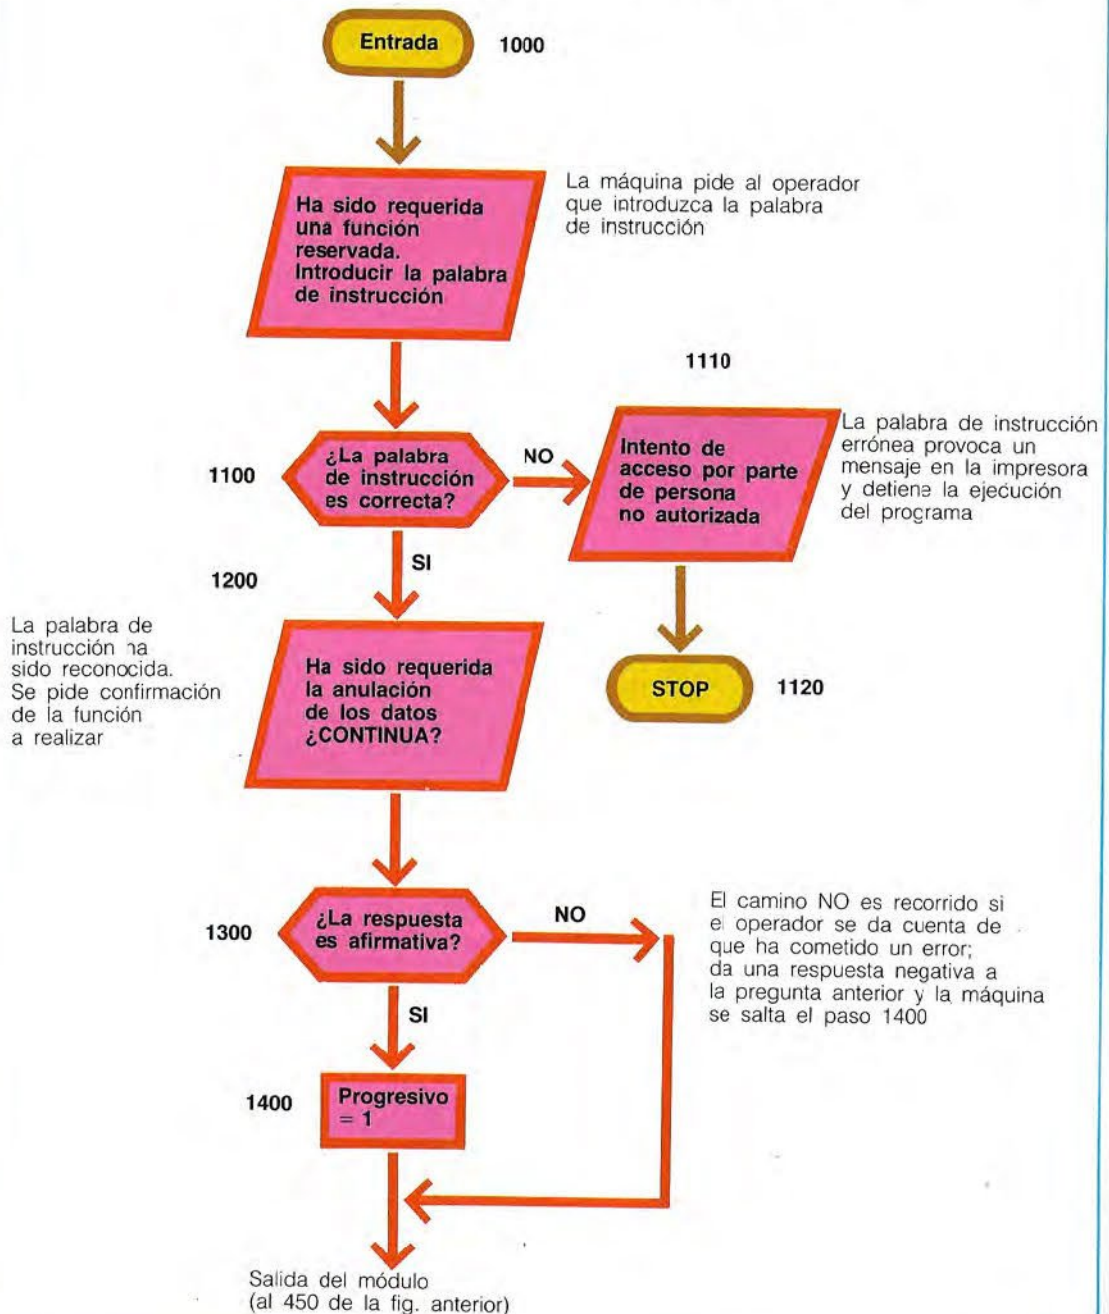 Entrada
1000
Ha sido requerida
una función
reservada.
Introducir la palabra
de instrucción
La máquina pide al operador
que introduzca la palabra
de instrucción
1100
¿La palabra
de instrucción
es correcta?
NO
SI
1110
Intento de
acceso por parte
de persona
no autorizada
La palabra de instrucción
errónea provoca un
mensaje en la impresora
y detiene la ejecución
del programa
STOP
1120
1200
La palabra de
instrucción ha
sido reconocida.
Se pide confirmación
de la función
a realizar
Ha sido requerida
la anulación
de los datos
¿CONTINUA?
1300
¿La respuesta
es afirmativa?
NO
SI
El camino NO es recorrido si
el operador se da cuenta de
que ha cometido un error;
da una respuesta negativa a
la pregunta anterior y la máquina
se salta el paso 1400
1400
Progresivo
= 1
Salida del módulo
(al 450 de la fig. anterior)